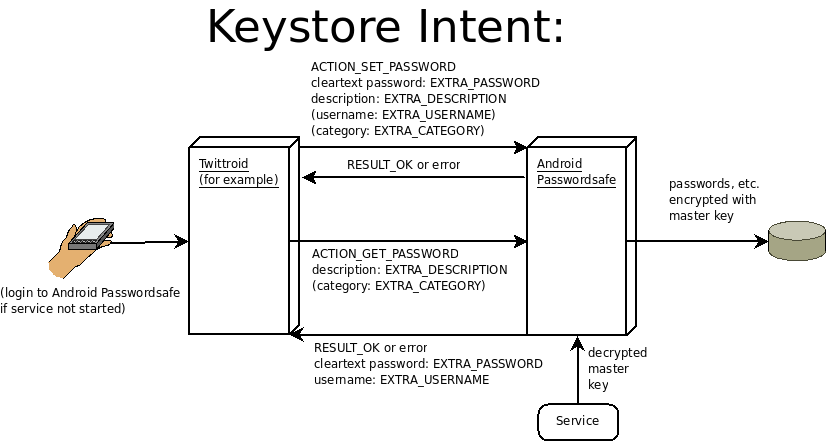 Keystore Intent:
ACTION_SET_PASSWORD
cleartext password: EXTRA_PASSWORD
description: EXTRA_DESCRIPTION
(username: EXTRA_USERNAME)
(category: EXTRA_CATEGORY)
Twittroid
(for example)
RESULT_OK or error
Android
Passwordsafe
passwords, etc.
encrypted with
master key
ACTION_GET_PASSWORD
description: EXTRA_DESCRIPTION
(category: EXTRA_CATEGORY)
(login to Android Passwordsafe
if service not started)
RESULT_OK or error
cleartext password: EXTRA_PASSWORD
username: EXTRA_USERNAME
decrypted
master
key
Service